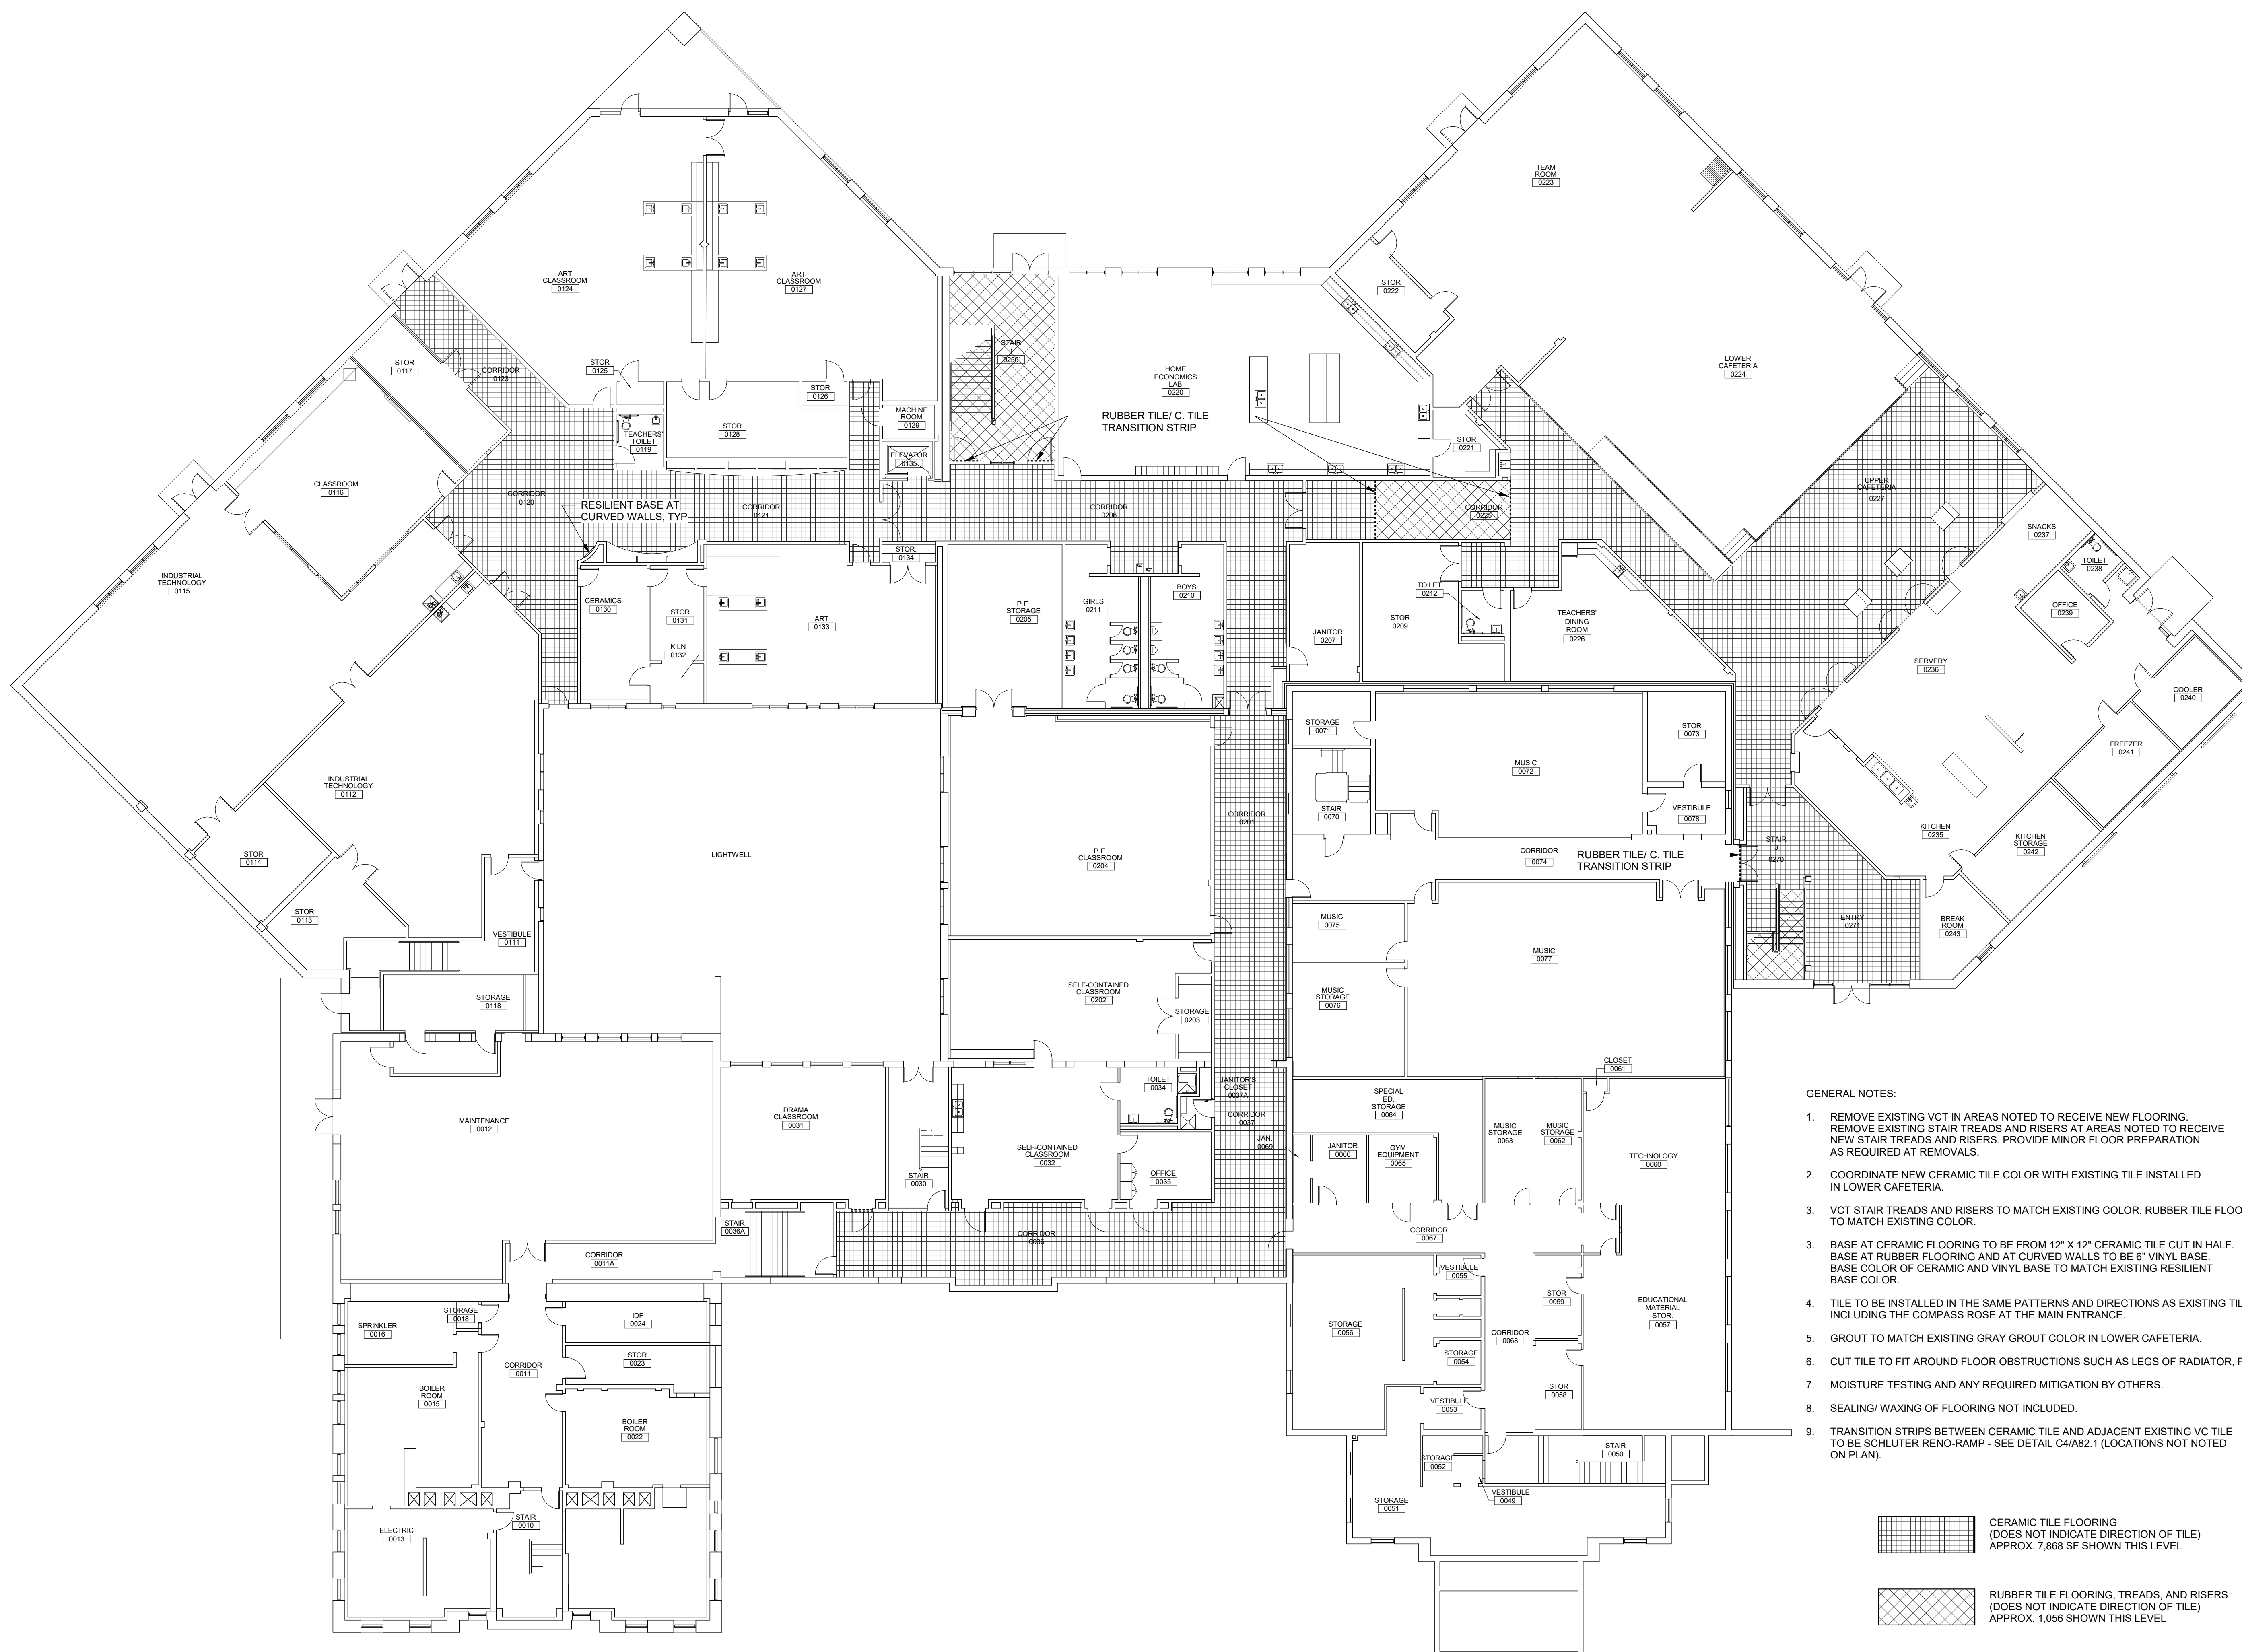 TEAM
ROOM
0223
ART
CLASSROOM
0124
ART
CLASSROOM
0127
STOR
0222
STAIR
1
0250
STOR
0117
CORRIDOR
0123
STOR
0125
STOR
0126
HOME
ECONOMICS
LAB
0220
LOWER
CAFETERIA
0224
MACHINE
ROOM
0129
RUBBER TILE/ C. TILE
TRANSITION STRIP
STOR
0128
TEACHERS'
TOILET
0119
STOR
0221
ELEVATOR
0135
CLASSROOM
0116
CORRIDOR
0120
RESILIENT BASE AT
CURVED WALLS, TYP
CORRIDOR
0121
CORRIDOR
0206
CORRIDOR
0225
UPPER
CAFETERIA
0227
SNACKS
0237
STOR.
0134
TOILET
0238
INDUSTRIAL
TECHNOLOGY
0115
CERAMICS
0130
STOR
0131
ART
0133
P.E.
STORAGE
0205
GIRLS
0211
BOYS
0210
JANITOR
0207
STOR
0209
TOILET
0212
TEACHERS'
DINING
ROOM
0226
OFFICE
0239
KILN
0132
SERVERY
0236
COOLER
0240
STORAGE
0071
STOR
0073
FREEZER
0241
INDUSTRIAL
TECHNOLOGY
0112
MUSIC
0072
STAIR
0070
VESTIBULE
0078
CORRIDOR
0201
KITCHEN
0235
KITCHEN
STORAGE
0242
STOR
0114
LIGHTWELL
P.E.
CLASSROOM
0204
CORRIDOR
0074
RUBBER TILE/ C. TILE
TRANSITION STRIP
STAIR
3
0270
STOR
0113
VESTIBULE
0111
MUSIC
0075
MUSIC
0077
ENTRY
0271
BREAK
ROOM
0243
STORAGE
0118
SELF-CONTAINED
CLASSROOM
0202
STORAGE
0203
MUSIC
STORAGE
0076
CLOSET
0061
MAINTENANCE
0012
DRAMA
CLASSROOM
0031
TOILET
0034
JANITOR'S
CLOSET
0037A
CORRIDOR
0037
SPECIAL
ED.
STORAGE
0064
MUSIC
STORAGE
0063
MUSIC
STORAGE
0062
JAN
0069
JANITOR
0066
GYM
EQUIPMENT
0065
TECHNOLOGY
0060
SELF-CONTAINED
CLASSROOM
0032
STAIR
0030
OFFICE
0035
STAIR
0036A
CORRIDOR
0036
CORRIDOR
0067
CORRIDOR
0011A
VESTIBULE
0055
STOR
0059
EDUCATIONAL
MATERIAL
STOR.
0057
STORAGE
0018
SPRINKLER
0016
IDF
0024
STORAGE
0056
CORRIDOR
0068
STORAGE
0054
CORRIDOR
0011
STOR
0023
BOILER
ROOM
0015
STOR
0058
VESTIBULE
0053
BOILER
ROOM
0022
STAIR
0050
STORAGE
0052
VESTIBULE
0049
STORAGE
0051
ELECTRIC
0013
STAIR
0010
GENERAL NOTES:
1. REMOVE EXISTING VCT IN AREAS NOTED TO RECEIVE NEW FLOORING.
REMOVE EXISTING STAIR TREADS AND RISERS AT AREAS NOTED TO RECEIVE
NEW STAIR TREADS AND RISERS. PROVIDE MINOR FLOOR PREPARATION
AS REQUIRED AT REMOVALS.
2. COORDINATE NEW CERAMIC TILE COLOR WITH EXISTING TILE INSTALLED
IN LOWER CAFETERIA.
3. VCT STAIR TREADS AND RISERS TO MATCH EXISTING COLOR. RUBBER TILE FLOO
TO MATCH EXISTING COLOR.
3. BASE AT CERAMIC FLOORING TO BE FROM 12" X 12" CERAMIC TILE CUT IN HALF.
BASE AT RUBBER FLOORING AND AT CURVED WALLS TO BE 6" VINYL BASE.
BASE COLOR OF CERAMIC AND VINYL BASE TO MATCH EXISTING RESILIENT
BASE COLOR.
4. TILE TO BE INSTALLED IN THE SAME PATTERNS AND DIRECTIONS AS EXISTING TIL
INCLUDING THE COMPASS ROSE AT THE MAIN ENTRANCE.
5. GROUT TO MATCH EXISTING GRAY GROUT COLOR IN LOWER CAFETERIA.
6. CUT TILE TO FIT AROUND FLOOR OBSTRUCTIONS SUCH AS LEGS OF RADIATOR,
7. MOISTURE TESTING AND ANY REQUIRED MITIGATION BY OTHERS.
8. SEALING/ WAXING OF FLOORING NOT INCLUDED.
9. TRANSITION STRIPS BETWEEN CERAMIC TILE AND ADJACENT EXISTING VC TILE
TO BE SCHLUTER RENO-RAMP - SEE DETAIL C4/A82.1 (LOCATIONS NOT NOTED
ON PLAN).
CERAMIC TILE FLOORING
(DOES NOT INDICATE DIRECTION OF TILE)
APPROX. 7,868 SF SHOWN THIS LEVEL
RUBBER TILE FLOORING, TREADS, AND RISERS
(DOES NOT INDICATE DIRECTION OF TILE)
APPROX. 1,056 SHOWN THIS LEVEL